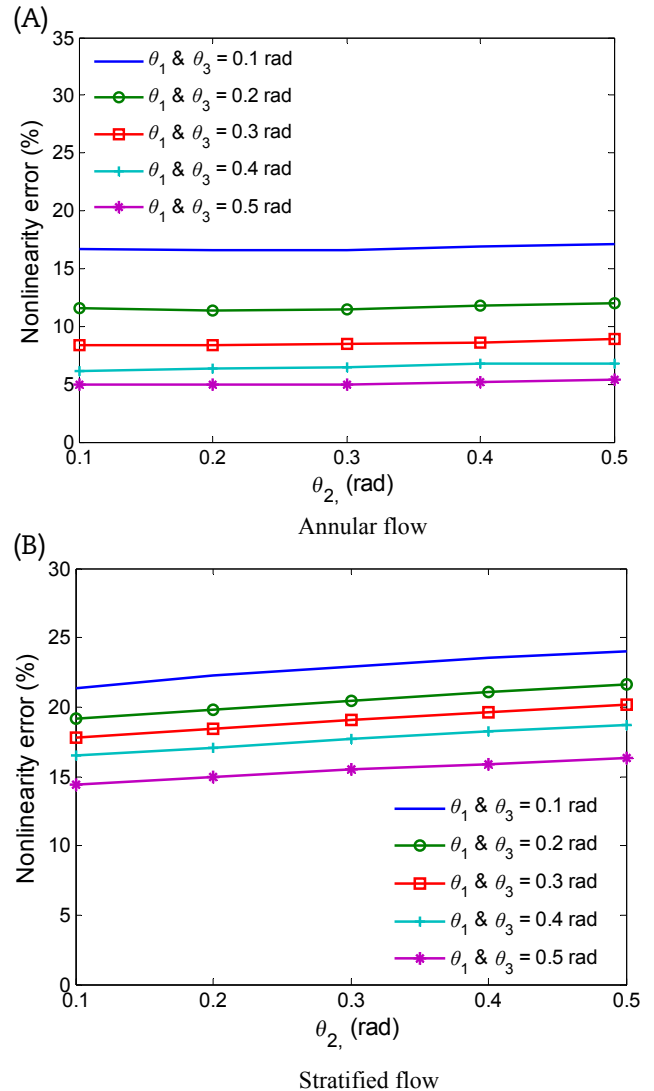 (A)
35
30
25
20
15
10
5
0
Nonlinearity error (%)
θ1 & θ3 = 0.1 rad
θ1 & θ3 = 0.2 rad
θ1 & θ3 = 0.3 rad
θ1 & θ3 = 0.4 rad
θ1 & θ3 = 0.5 rad
0.1 0.2 0.3 0.4 0.5
θ2, (rad)
Annular flow
(B)
30
25
20
15
10
5
0
Nonlinearity error (%)
θ1 & θ3 = 0.1 rad
θ1 & θ3 = 0.2 rad
θ1 & θ3 = 0.3 rad
θ1 & θ3 = 0.4 rad
θ1 & θ3 = 0.5 rad
0.1 0.2 0.3 0.4 0.5
θ2, (rad)
Stratified flow